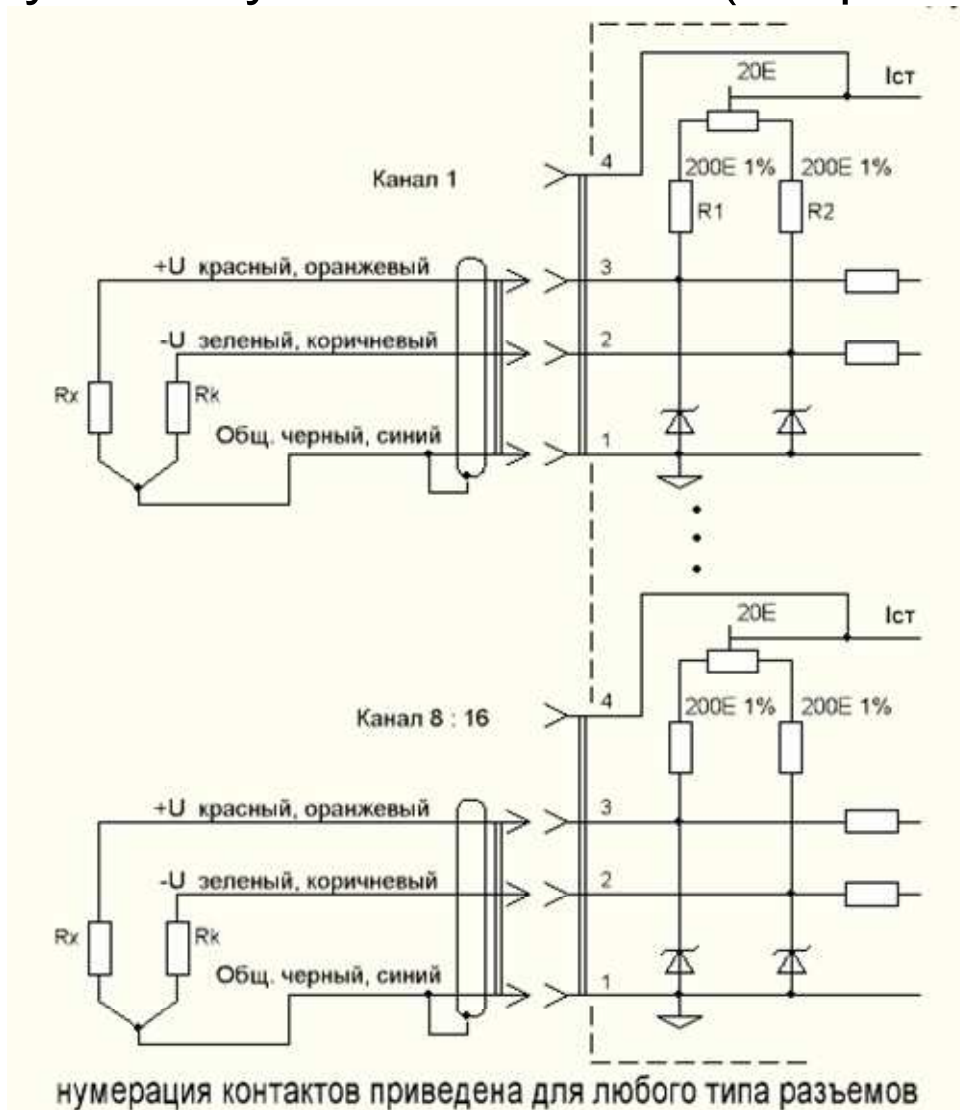 20E
Iст
4
200E 1% 200E 1%
Канал 1
R1 R2
+U красный, оранжевый
3
-U зеленый, коричневый
2
Rx Rk
Общ. черный, синий
1
20E
Iст
4
200E 1% 200E 1%
Канал 8 : 16
+U красный, оранжевый
3
-U зеленый, коричневый
2
Rx Rk
Общ. черный, синий
1
нумерация контактов приведена для любого типа разъемов